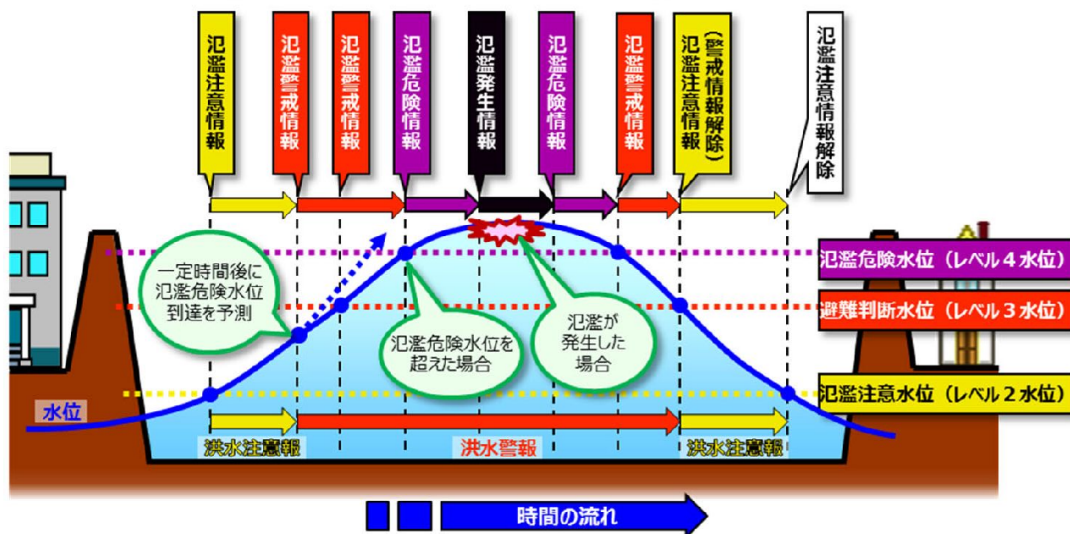 氾濫注意情報
氾濫警戒情報
氾濫警戒情報
氾濫危険情報
氾濫発生情報
氾濫危険情報
氾濫警戒情報
氾濫注意情報
（警戒情報解除）
氾濫注意情報解除
一定時間後に
氾濫危険水位
到達を予測
氾濫危険水位を
超えた場合
氾濫が
発生した
場合
氾濫危険水位（レベル４水位）
避難判断水位（レベル３水位）
氾濫注意水位（レベル２水位）
水位
洪水注意報
洪水警報
洪水注意報
時間の流れ